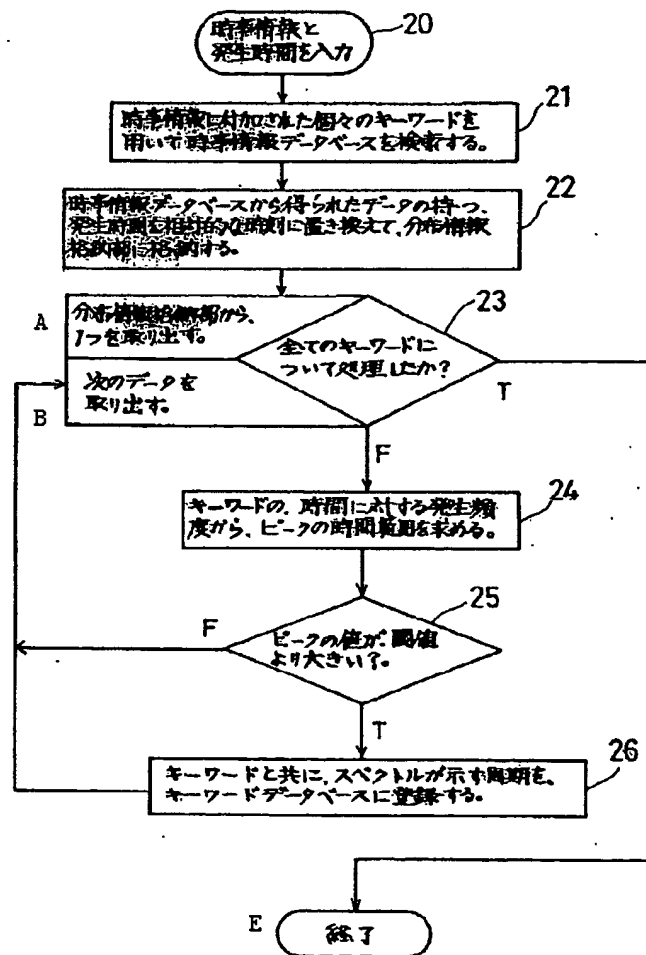 時事情報と
発生時間を入力
20
時事情報に付加された個々のキーワードを
用いて時事情報データベースを検索する。
21
時事情報データベースから得られたデータの持つ、
発生時間を相対的な時刻に置き換えて、分布情報
格納部に格納する。
22
A
分布情報格納部から、
1つを取り出す。
B
次のデータを
取り出す。
全てのキーワードに
ついて処理したか?
23
T
F
キーワードの、時間に対する発生頻
度から、ピークの時間範囲を求める。
24
ピークの値が、閾値
より大きい?。
25
F
T
キーワードと共に、スペクトルが示す周期を、
キーワードデータベースに登録する。
26
E
終了